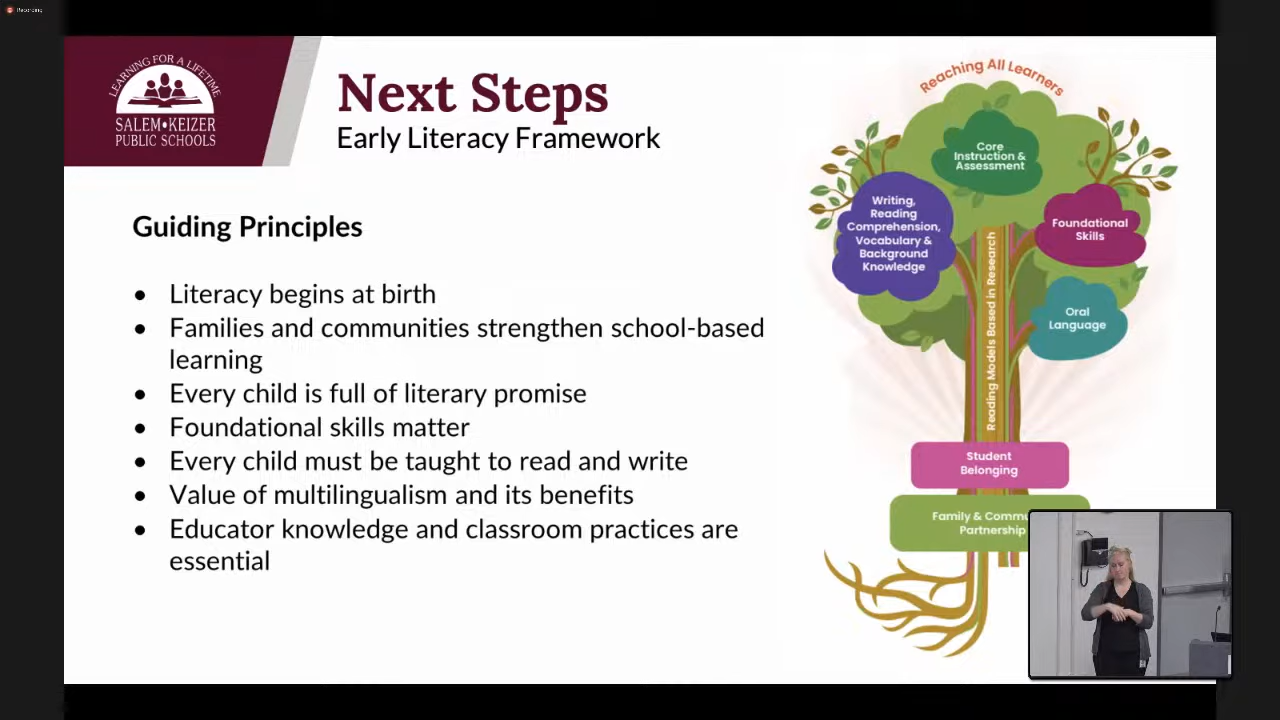 Recording
LEARNING FOR A LIFETIME
SALEM•KEIZER
PUBLIC SCHOOLS
Next Steps
Early Literacy Framework
Guiding Principles
● Literacy begins at birth
● Families and communities strengthen school-based
learning
● Every child is full of literary promise
● Foundational skills matter
● Every child must be taught to read and write
● Value of multilingualism and its benefits
● Educator knowledge and classroom practices are
essential
Reaching All Learners
Core
Instruction &
Assessment
Writing,
Reading
Comprehension,
Vocabulary &
Background
Knowledge
Foundational
Skills
Oral
Language
Reading Models Based in Research
Student
Belonging
Family &
Partnership